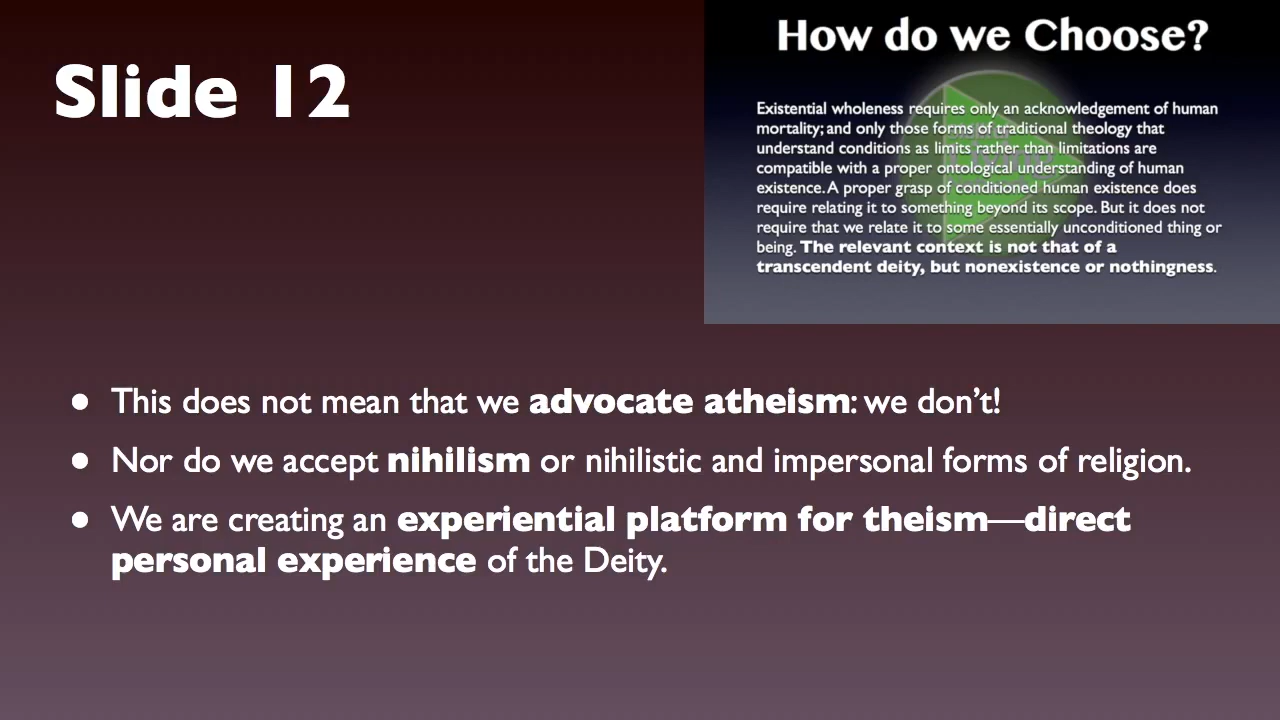 Slide 12
How do we Choose?
Existential wholeness requires only an acknowledgement of human
mortality; and only those forms of traditional theology that
understand conditions as limits rather than limitations are
compatible with a proper ontological understanding of human
existence. A proper grasp of conditioned human existence does
require relating it to something beyond its scope. But it does not
require that we relate it to some essentially unconditioned thing or
being. The relevant context is not that of a
transcendent deity, but nonexistence or nothingness.
• This does not mean that we advocate atheism: we don’t!
• Nor do we accept nihilism or nihilistic and impersonal forms of religion.
• We are creating an experiential platform for theism—direct
personal experience of the Deity.